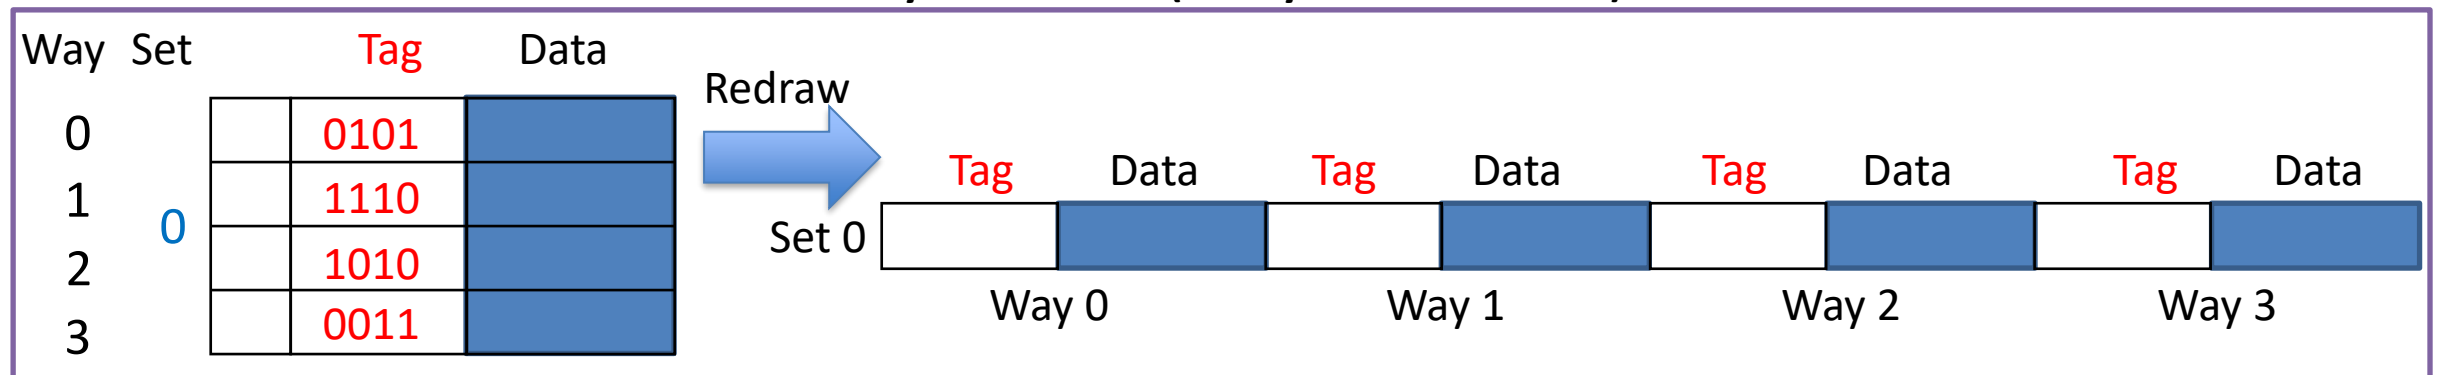 Way Set Tag Data
0 0101
1 1110
0
2 1010
3 0011
Redraw
Tag Data Tag Data Tag Data Tag Data
Set 0
Way 0 Way 1 Way 2 Way 3